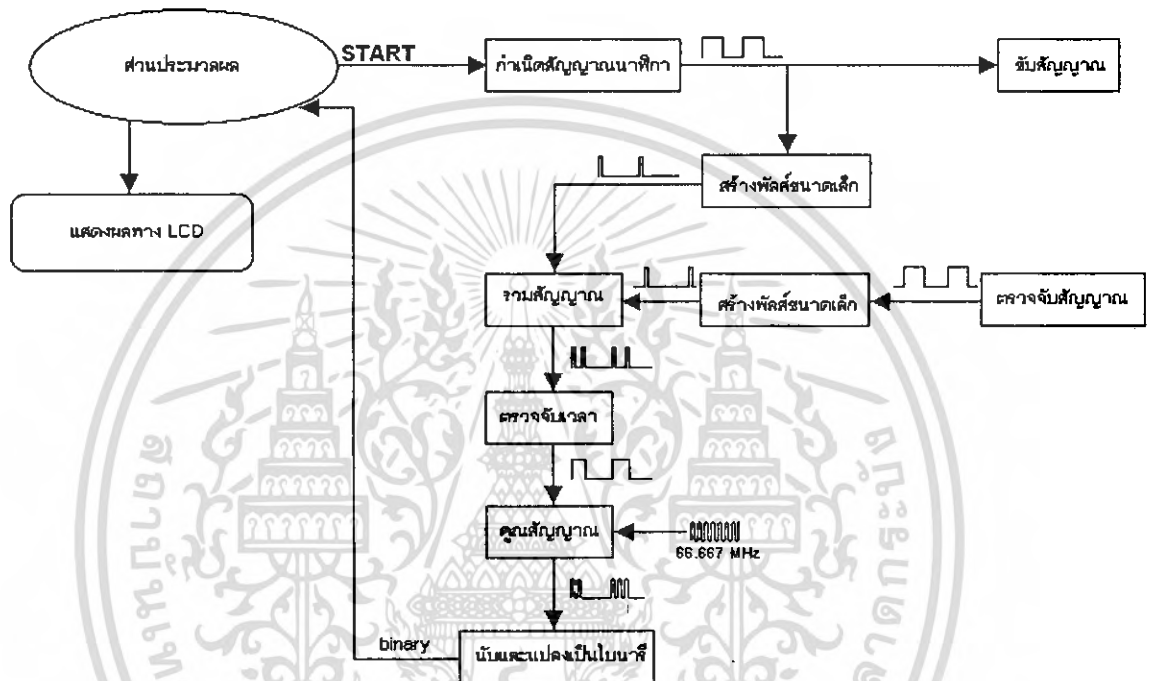 ส่วนประมวลผล
START
กำเนิดสัญญาณนาฬิกา
ขับสัญญาณ
สร้างพัลส์ขนาดเล็ก
แสดงผลทาง LCD
รวมสัญญาณ
สร้างพัลส์ขนาดเล็ก
ตรวจจับสัญญาณ
ตรวจจับเวลา
คูณสัญญาณ
66.667 MHz
binary
นับและแปลงเป็นไบนารี